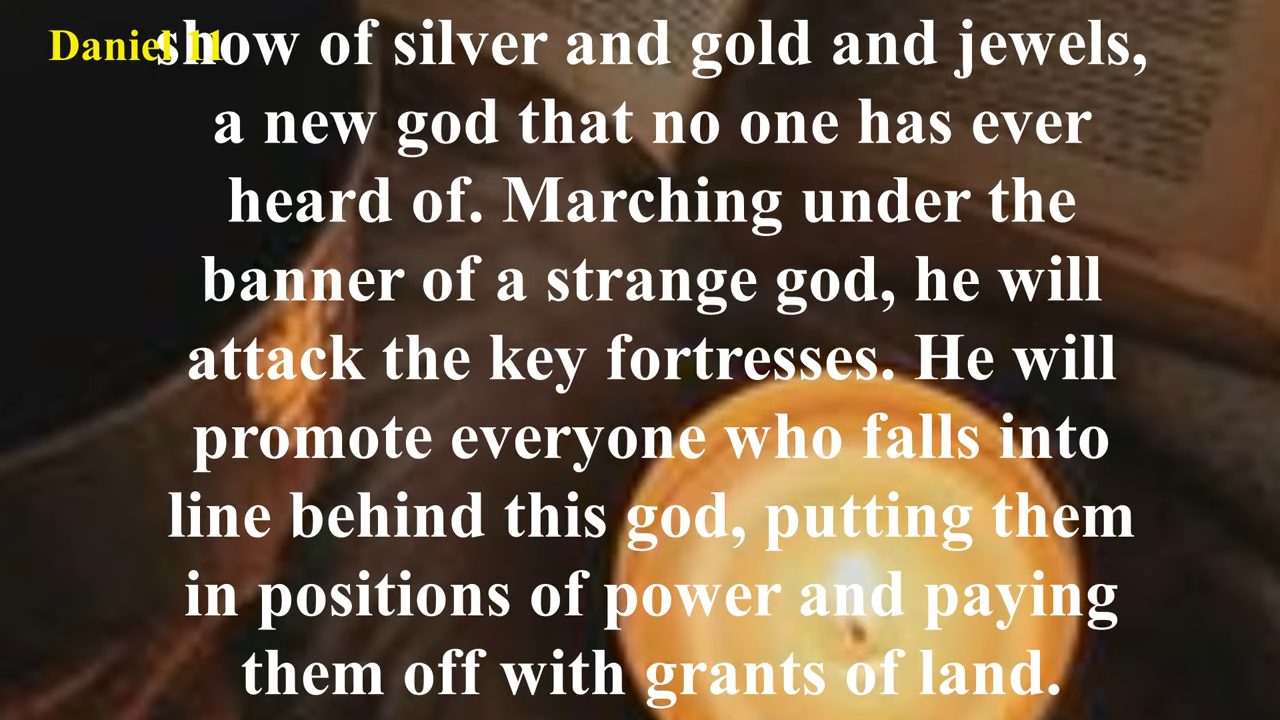 Daniel 11
show of silver and gold and jewels,
a new god that no one has ever
heard of. Marching under the
banner of a strange god, he will
attack the key fortresses. He will
promote everyone who falls into
line behind this god, putting them
in positions of power and paying
them off with grants of land.